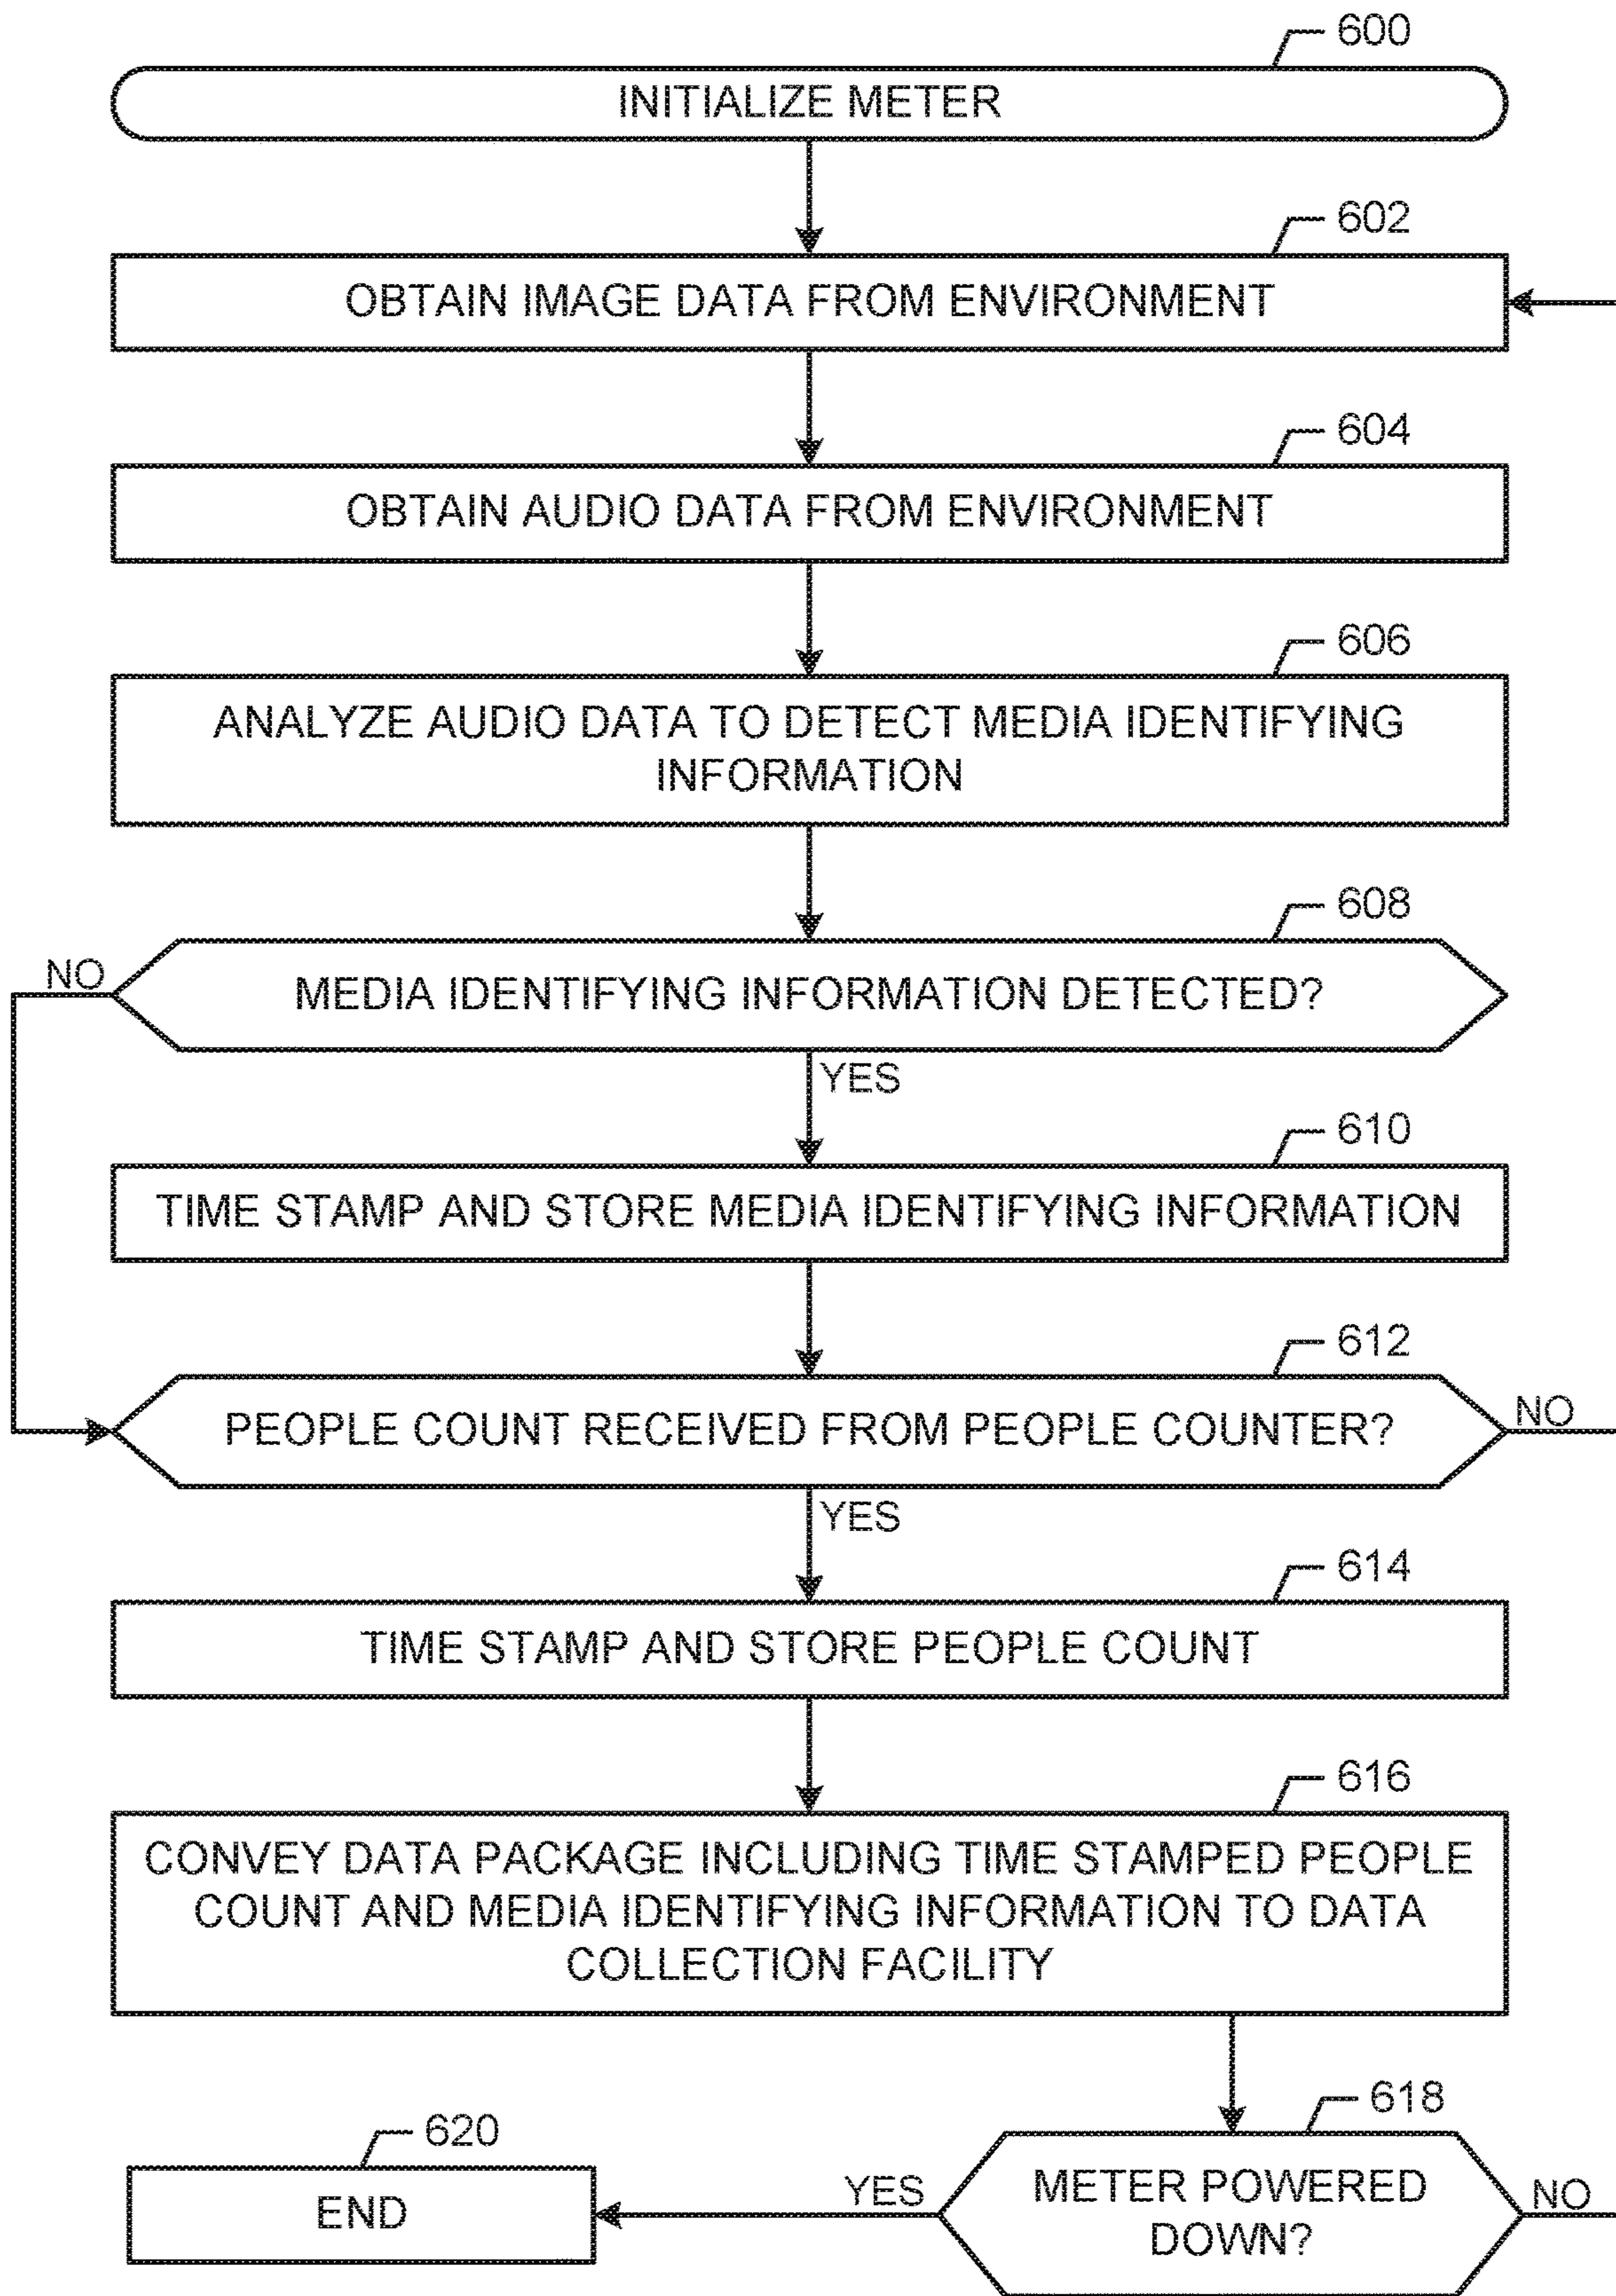 600
INITIALIZE METER
602
OBTAIN IMAGE DATA FROM ENVIRONMENT
604
OBTAIN AUDIO DATA FROM ENVIRONMENT
606
ANALYZE AUDIO DATA TO DETECT MEDIA IDENTIFYING
INFORMATION
608
NO
MEDIA IDENTIFYING INFORMATION DETECTED?
YES
610
TIME STAMP AND STORE MEDIA IDENTIFYING INFORMATION
612
PEOPLE COUNT RECEIVED FROM PEOPLE COUNTER?
NO
YES
614
TIME STAMP AND STORE PEOPLE COUNT
616
CONVEY DATA PACKAGE INCLUDING TIME STAMPED PEOPLE
COUNT AND MEDIA IDENTIFYING INFORMATION TO DATA
COLLECTION FACILITY
618
METER POWERED
DOWN?
NO
YES
620
END